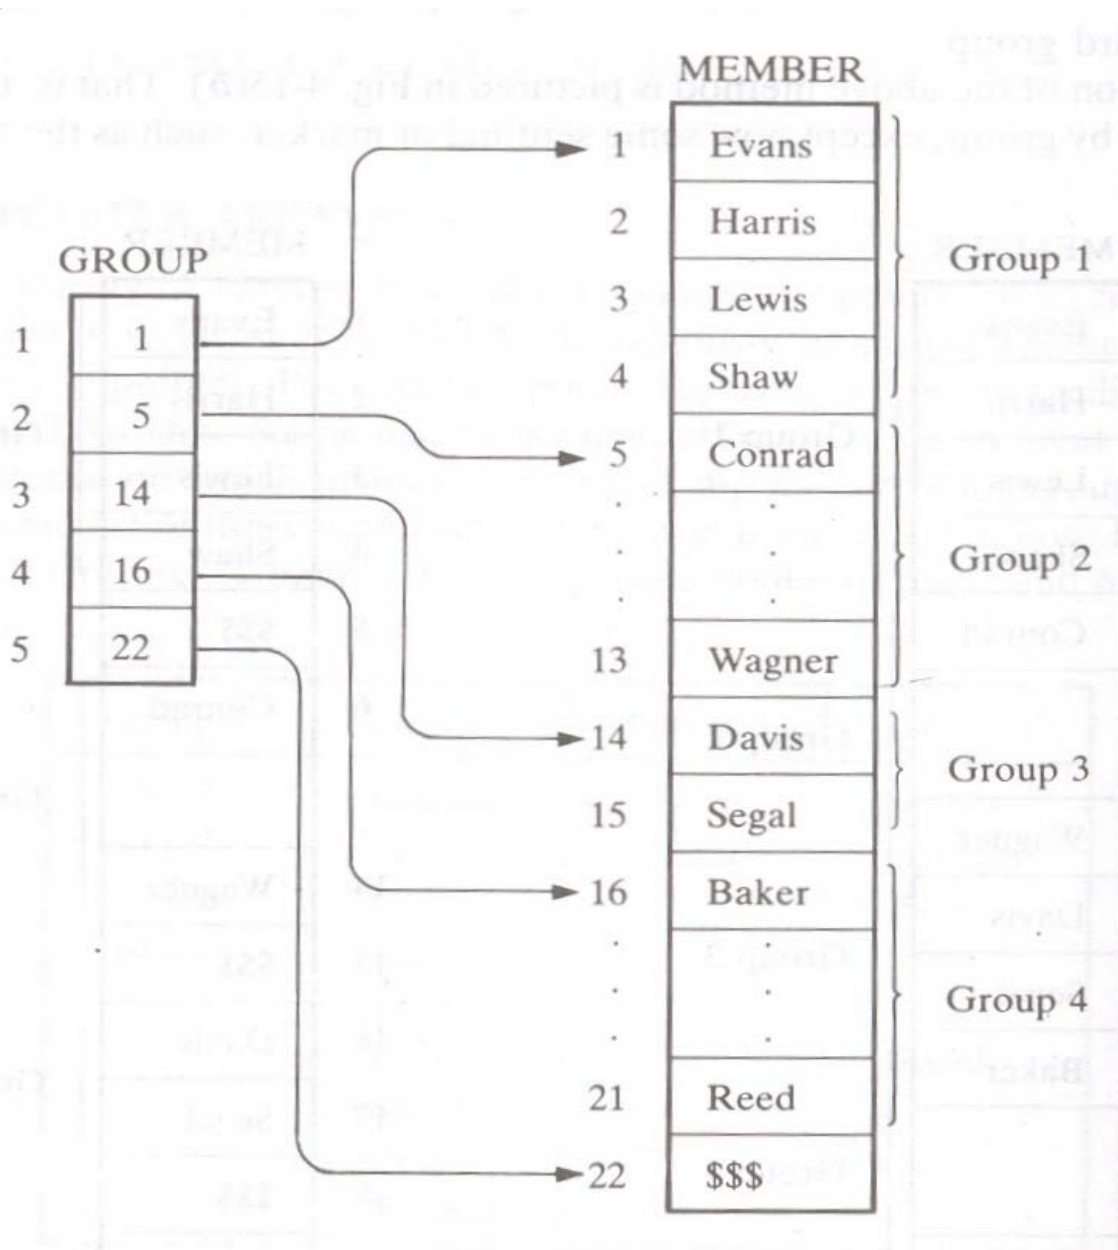 MEMBER
1 Evans
2 Harris
3 Lewis
4 Shaw
5 Conrad
.
.
.
13 Wagner
14 Davis
15 Segal
16 Baker
.
.
.
21 Reed
22 $$$
Group 1
Group 2
Group 3
Group 4
GROUP
1 1
2 5
3 14
4 16
5 22